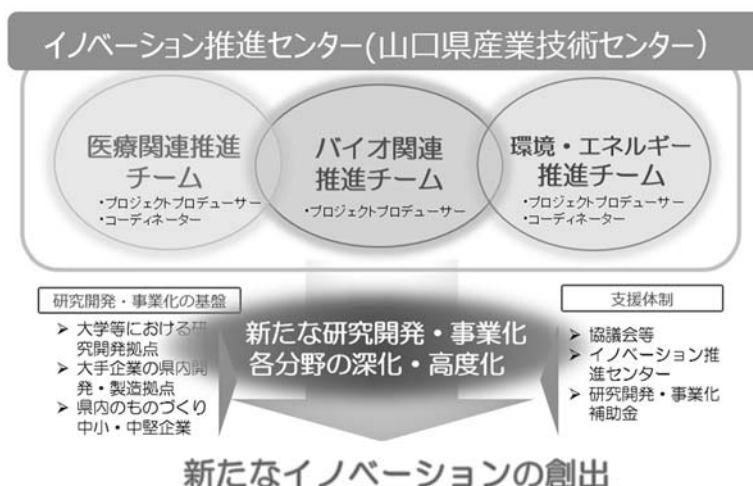 イノベーション推進センター(山口県産業技術センター)
医療関連推進
チーム
・プロジェクトプロデューサー
・コーディネーター
バイオ関連
推進チーム
・プロジェクトプロデューサー
環境・エネルギー
推進チーム
・プロジェクトプロデューサー
・コーディネーター
研究開発・事業化の基盤
➢ 大学等における研
究開発拠点
➢ 大手企業の県内開
発・製造拠点
➢ 県内のものづくり
中小・中堅企業
新たな研究開発・事業化
各分野の深化・高度化
支援体制
➢ 協議会等
➢ イノベーション推
進センター
➢ 研究開発・事業化
補助金
新たなイノベーションの創出